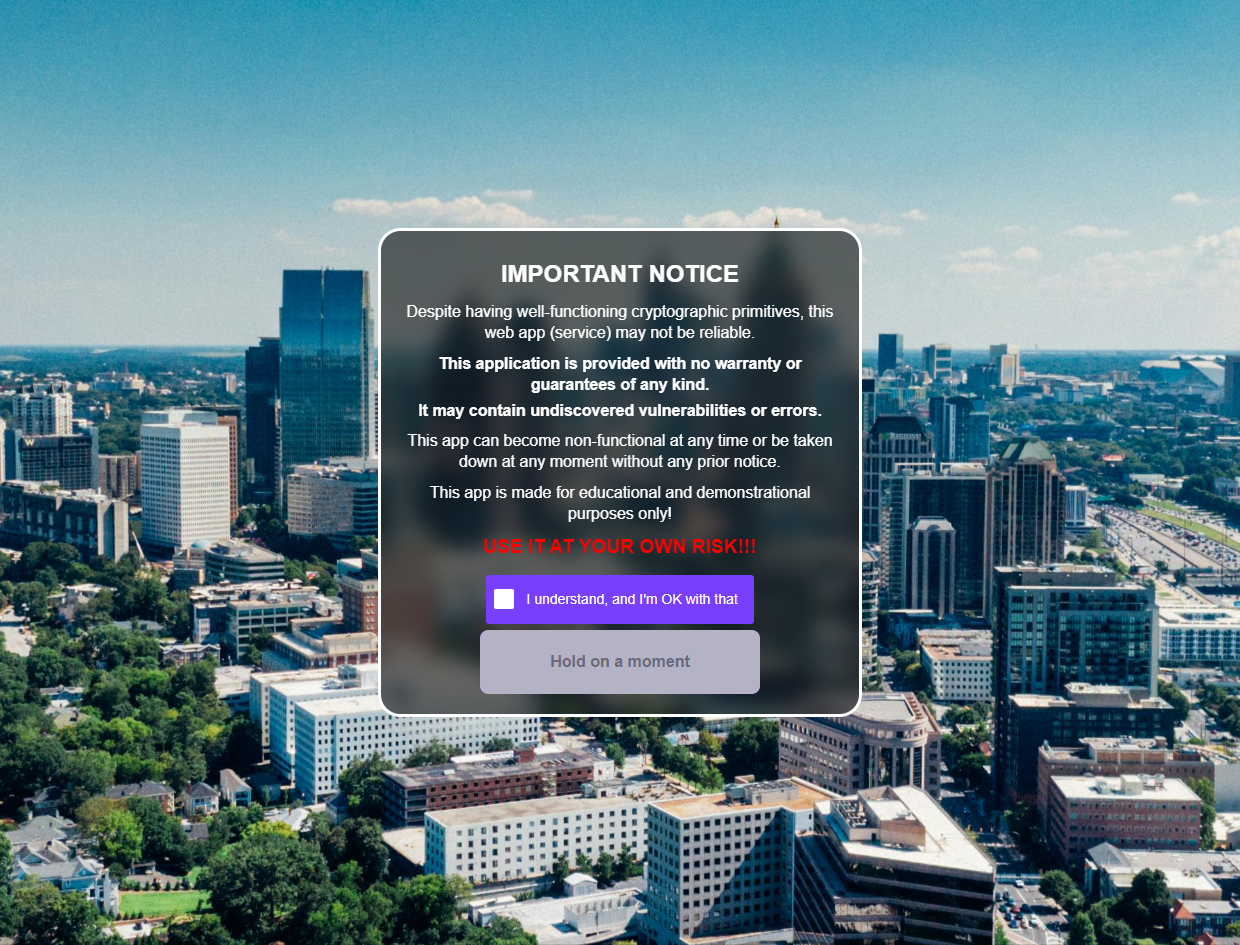 IMPORTANT NOTICE
Despite having well-functioning cryptographic primitives, this
web app (service) may not be reliable.
This application is provided with no warranty or
guarantees of any kind.
It may contain undiscovered vulnerabilities or errors.
This app can become non-functional at any time or be taken
down at any moment without any prior notice.
This app is made for educational and demonstrational
purposes only!
USE IT AT YOUR OWN RISK!!!
I understand, and I'm OK with that
Hold on a moment
REGIONS
W